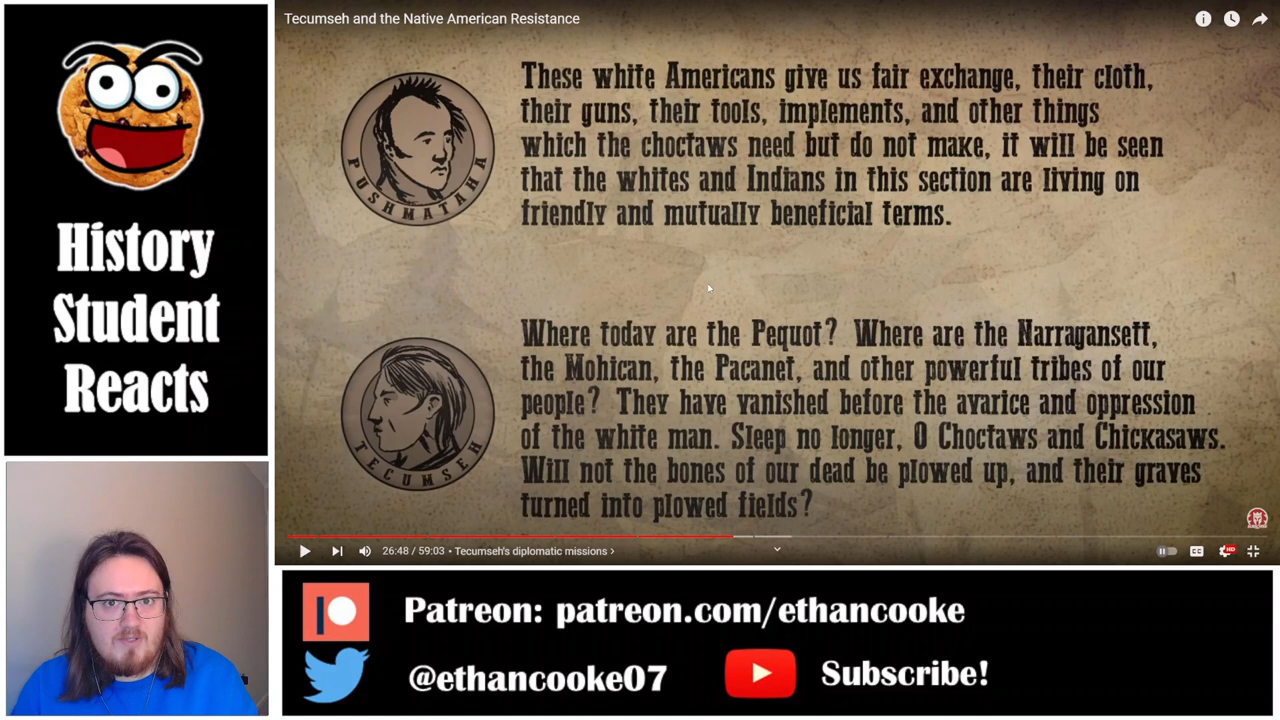 History
Student
Reacts
Tecumseh and the Native American Resistance
PUSHMATAHA
These white Americans give us fair exchange, their cloth,
their guns, their tools, implements, and other things
which the choctaws need but do not make, it will be seen
that the whites and Indians in this section are living on
friendly and mutually beneficial terms.
TECUMSEH
Where today are the Pequot? Where are the Narragansett,
the Mohican, the Pacanet, and other powerful tribes of our
people? They have vanished before the avarice and oppression
of the white man. Sleep no longer, O Choctaws and Chickasaws.
Will not the bones of our dead be plowed up, and their graves
turned into plowed fields?
26:48 / 59:03 • Tecumseh's diplomatic missions ›
CC
HD
Patreon: patreon.com/ethancooke
@ethancooke07
Subscribe!